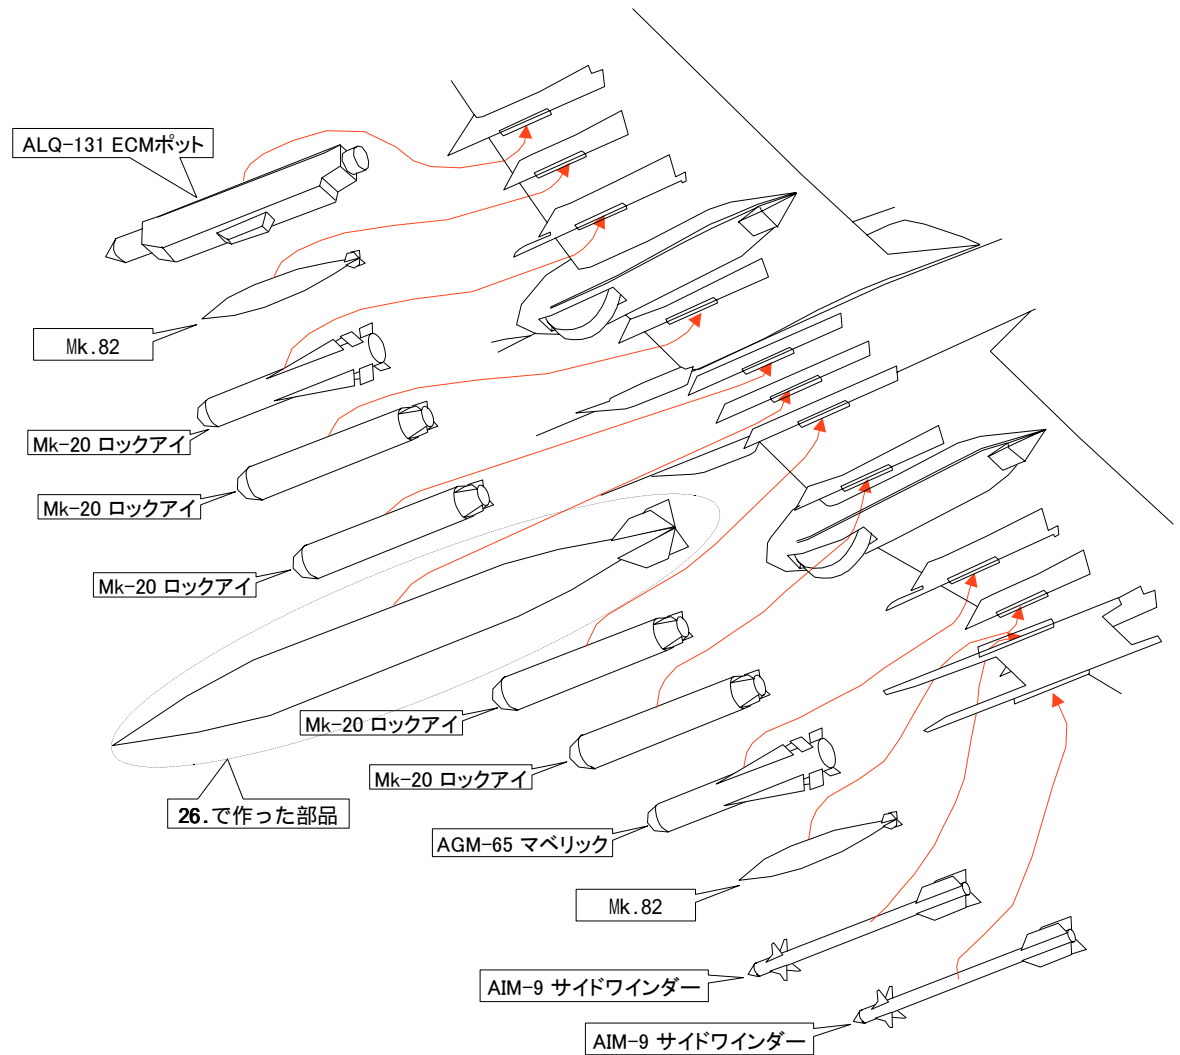 ALQ-131 ECMポット
Mk.82
Mk-20 ロックアイ
Mk-20 ロックアイ
Mk-20 ロックアイ
Mk-20 ロックアイ
Mk-20 ロックアイ
26.で作った部品
AGM-65 マベリック
Mk.82
AIM-9 サイドワインダー
AIM-9 サイドワインダー